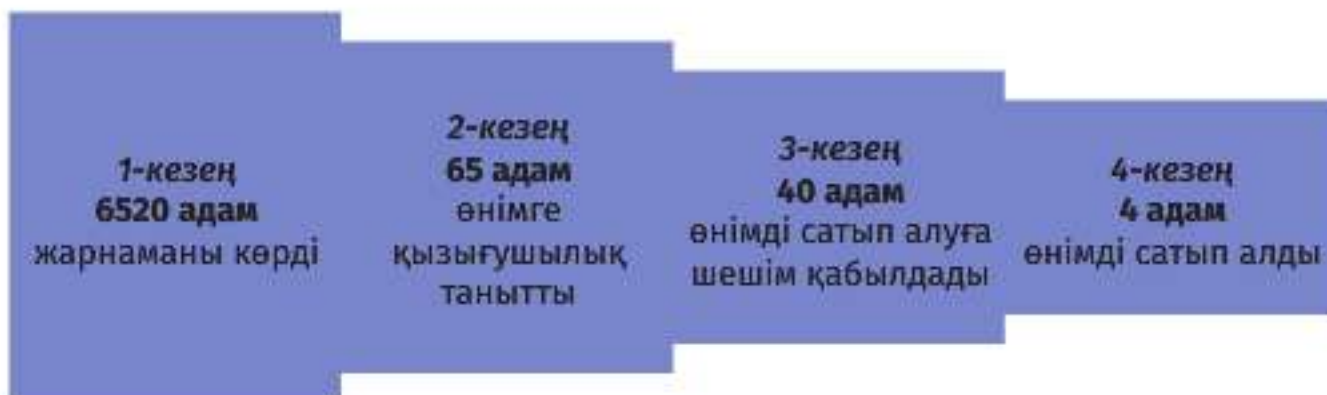 1-кезең
6520 адам
жарнаманы көрді
2-кезең
65 адам
өнімге
қызығушылық
танытты
3-кезең
40 адам
өнімді сатып алуға
шешім қабылдады
4-кезең
4 адам
өнімді сатып алды